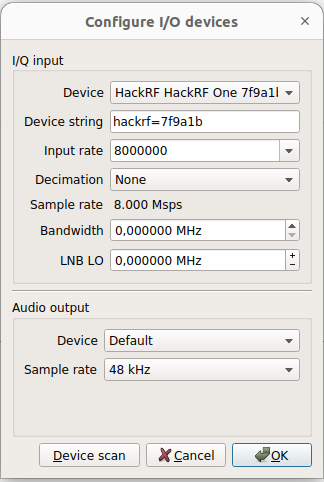 Configure I/O devices
I/Q input
Device HackRF HackRF One 7f9a1
Device string hackrf=7f9a1b
Input rate 8000000
Decimation None
Sample rate 8.000 Msps
Bandwidth 0,000000 MHz
LNB LO 0,000000 MHz
Audio output
Device Default
Sample rate 48 kHz
Device scan Cancel OK